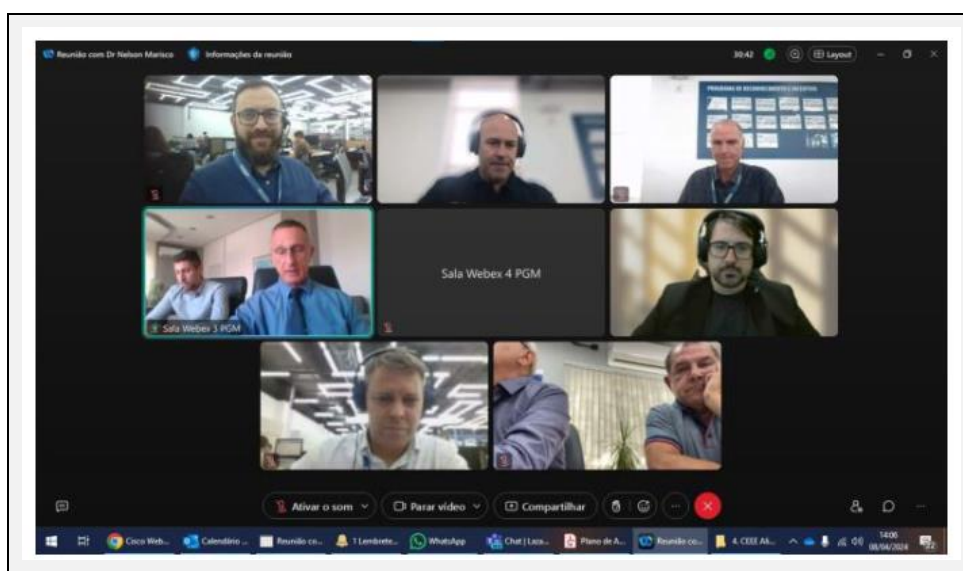 Reunião com Dr Nelson Marisco
Informações da reunião
30:42
Layout
PROGRAMA DE RECONHECIMENTO E INCENTIVO
Sala Webex 3 PGM
Sala Webex 4 PGM
Ativar o som
Parar vídeo
Compartilhar
Cisco Web...
Calendário ...
Reunião co...
1 Lembrete...
WhatsApp
Chat | Laza...
Plano de A...
Reunião co...
4. CEEE Ali...
14:06
08/04/2024